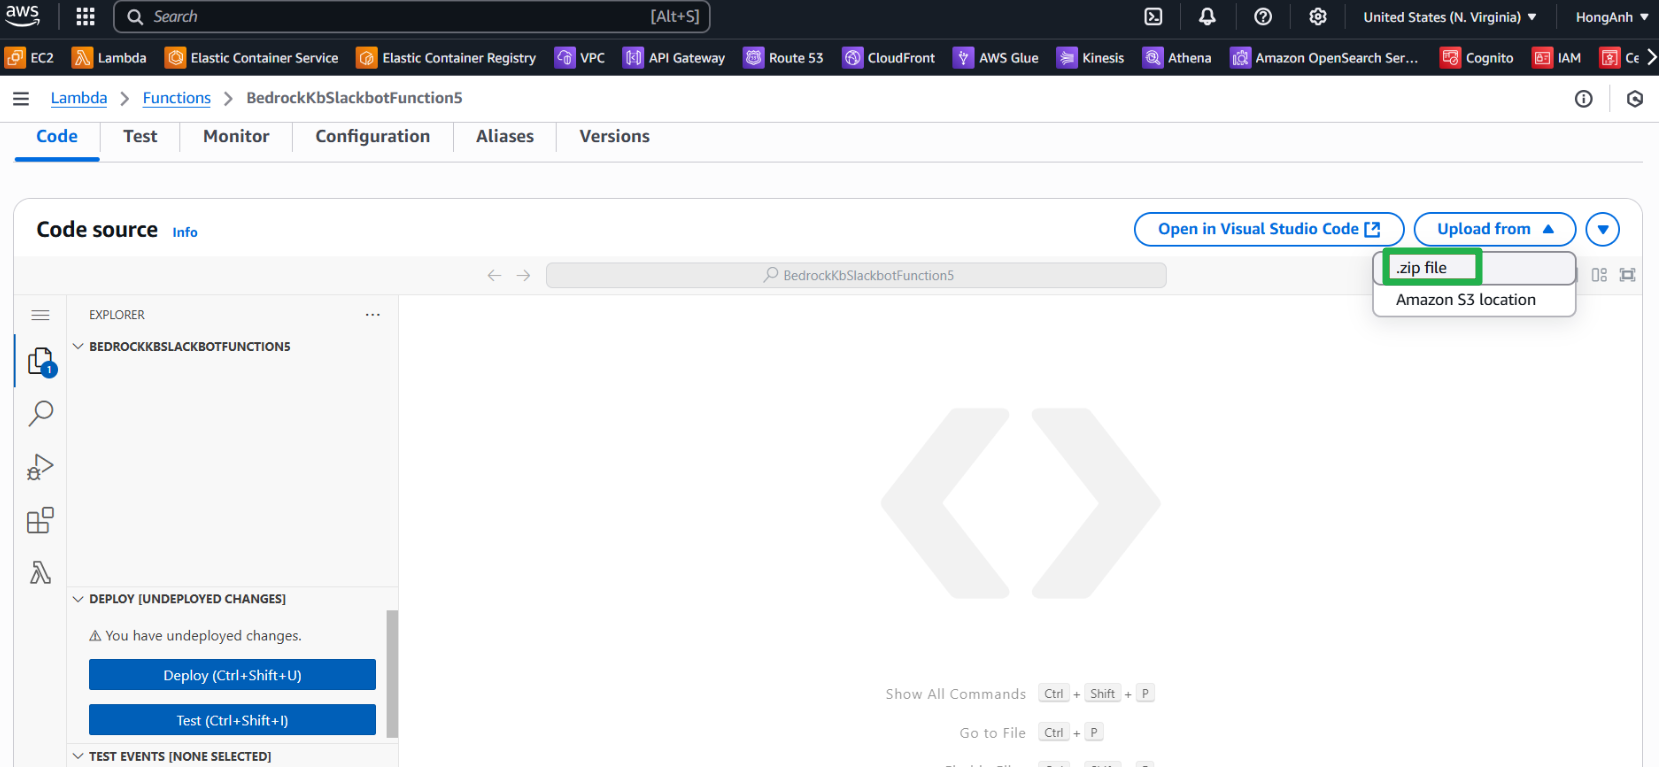 aws
Search
[Alt+S]
United States (N. Virginia)
HongAnh
EC2
Lambda
Elastic Container Service
Elastic Container Registry
VPC
API Gateway
Route 53
CloudFront
AWS Glue
Kinesis
Athena
Amazon OpenSearch Ser...
Cognito
IAM
Lambda
Functions
BedrockKbSlackbotFunction5
Code
Test
Monitor
Configuration
Aliases
Versions
Code source
Info
Open in Visual Studio Code
Upload from
.zip file
Amazon S3 location
BedrockKbSlackbotFunction5
EXPLORER
BEDROCKKBSLACKBOTFUNCTION5
1
DEPLOY [UNDEPLOYED CHANGES]
You have undeployed changes.
Deploy (Ctrl+Shift+U)
Test (Ctrl+Shift+I)
TEST EVENTS [NONE SELECTED]
Show All Commands Ctrl + Shift + P
Go to File Ctrl + P